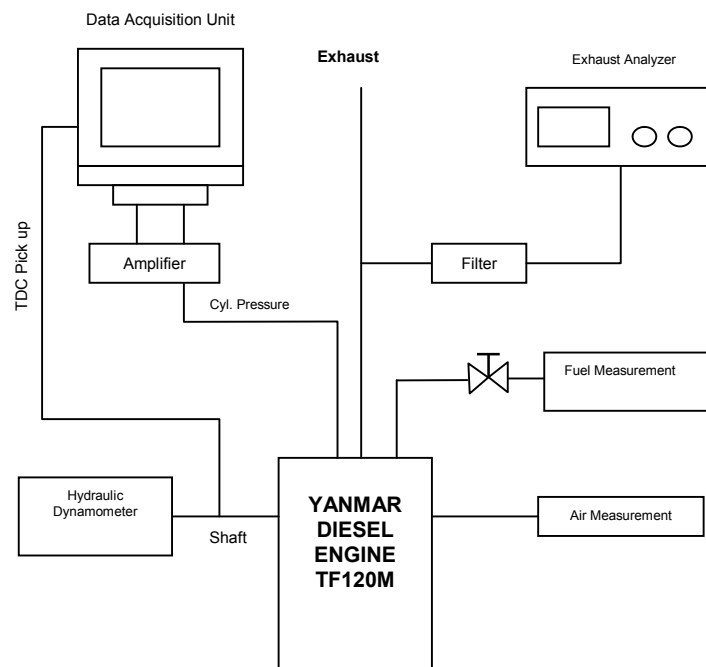 Data Acquisition Unit
Exhaust
Exhaust Analyzer
TDC Pick up
Amplifier
Filter
Cyl. Pressure
Fuel Measurement
Hydraulic
Dynamometer
Shaft
YANMAR
DIESEL
ENGINE
TF120M
Air Measurement